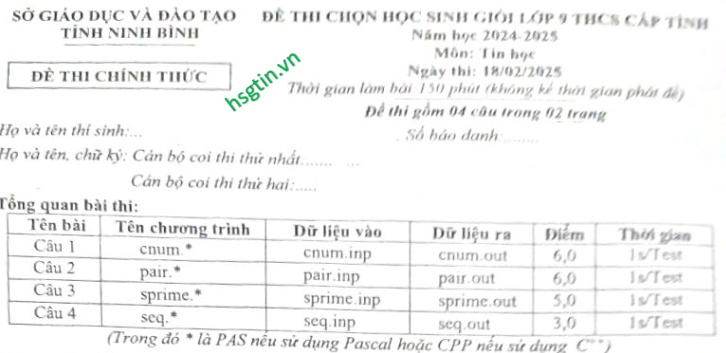 SỞ GIÁO DỤC VÀ ĐÀO TẠO
TỈNH NINH BÌNH
ĐỀ THI CHÍNH THỨC
ĐỀ THI CHỌN HỌC SINH GIỎI LỚP 9 THCS CẤP TỈNH
Năm học 2024-2025
Môn: Tin học
Ngày thi: 18/02/2025
Thời gian làm bài 150 phút (không kể thời gian phát đề)
Đề thi gồm 04 câu trong 02 trang
hsgtin.vn
Họ và tên thí sinh:... Số báo danh:........
Họ và tên, chữ ký: Cán bộ coi thi thứ nhất....... ...
Cán bộ coi thi thứ hai:.....
Tổng quan bài thi:
Tên bài Tên chương trình Dữ liệu vào Dữ liệu ra Điểm Thời gian
Câu 1 cnum.* cnum.inp cnum.out 6,0 1s/Test
Câu 2 pair.* pair.inp pair.out 6,0 1s/Test
Câu 3 sprime.* sprime.inp sprime.out 5,0 1s/Test
Câu 4 seq.* seq.inp seq.out 3,0 1s/Test
(Trong đó * là PAS nếu sử dụng Pascal hoặc CPP nếu sử dụng C++)